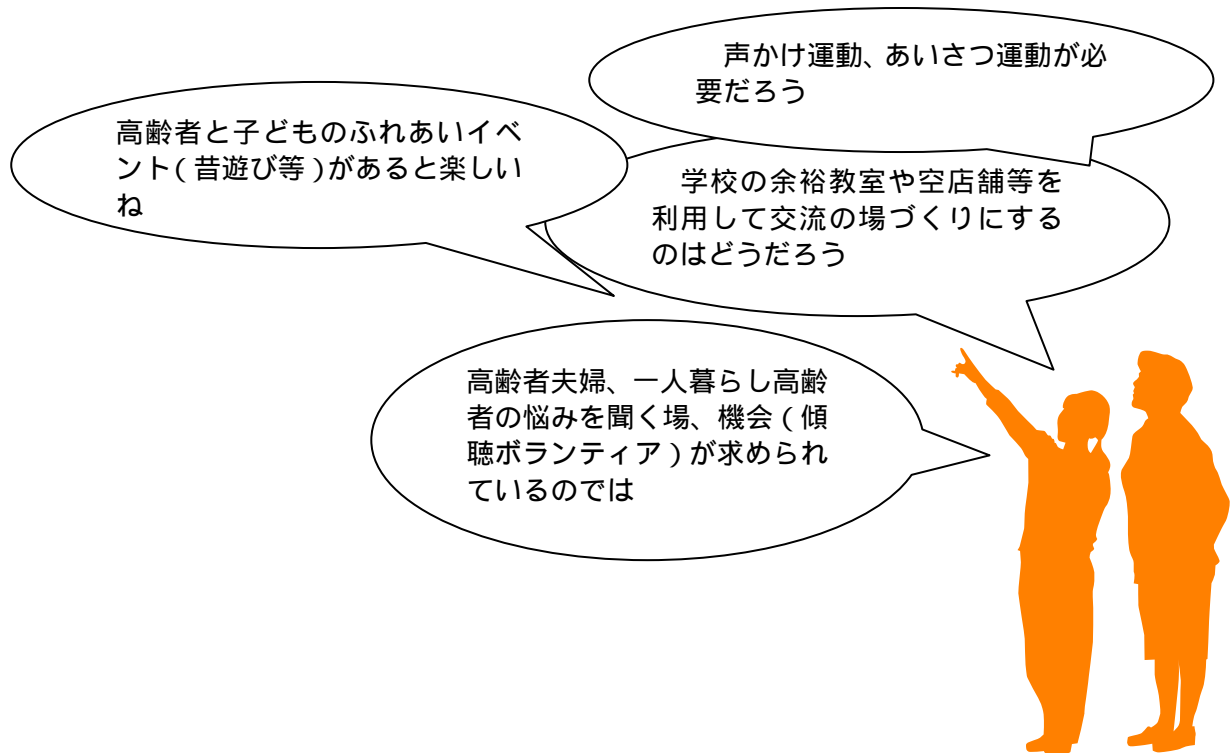 声かけ運動、あいさつ運動が必
要だろう
高齢者と子どものふれあいイベ
ント(昔遊び等)があると楽しい
ね
学校の余裕教室や空店舗等を
利用して交流の場づくりにする
のはどうだろう
高齢者夫婦、一人暮らし高齢
者の悩みを聞く場、機会(傾
聴ボランティア)が求められ
ているのでは